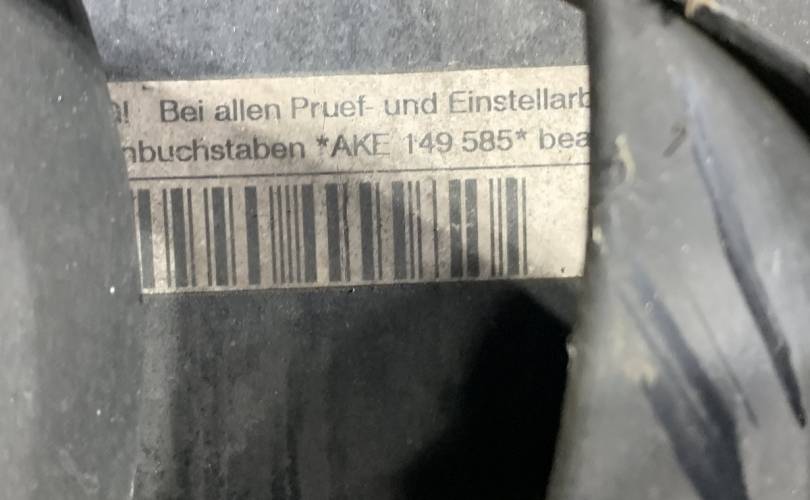 ! Bei allen Pruef- und Einstellarb
nbuchstaben *AKE 149 585* bea